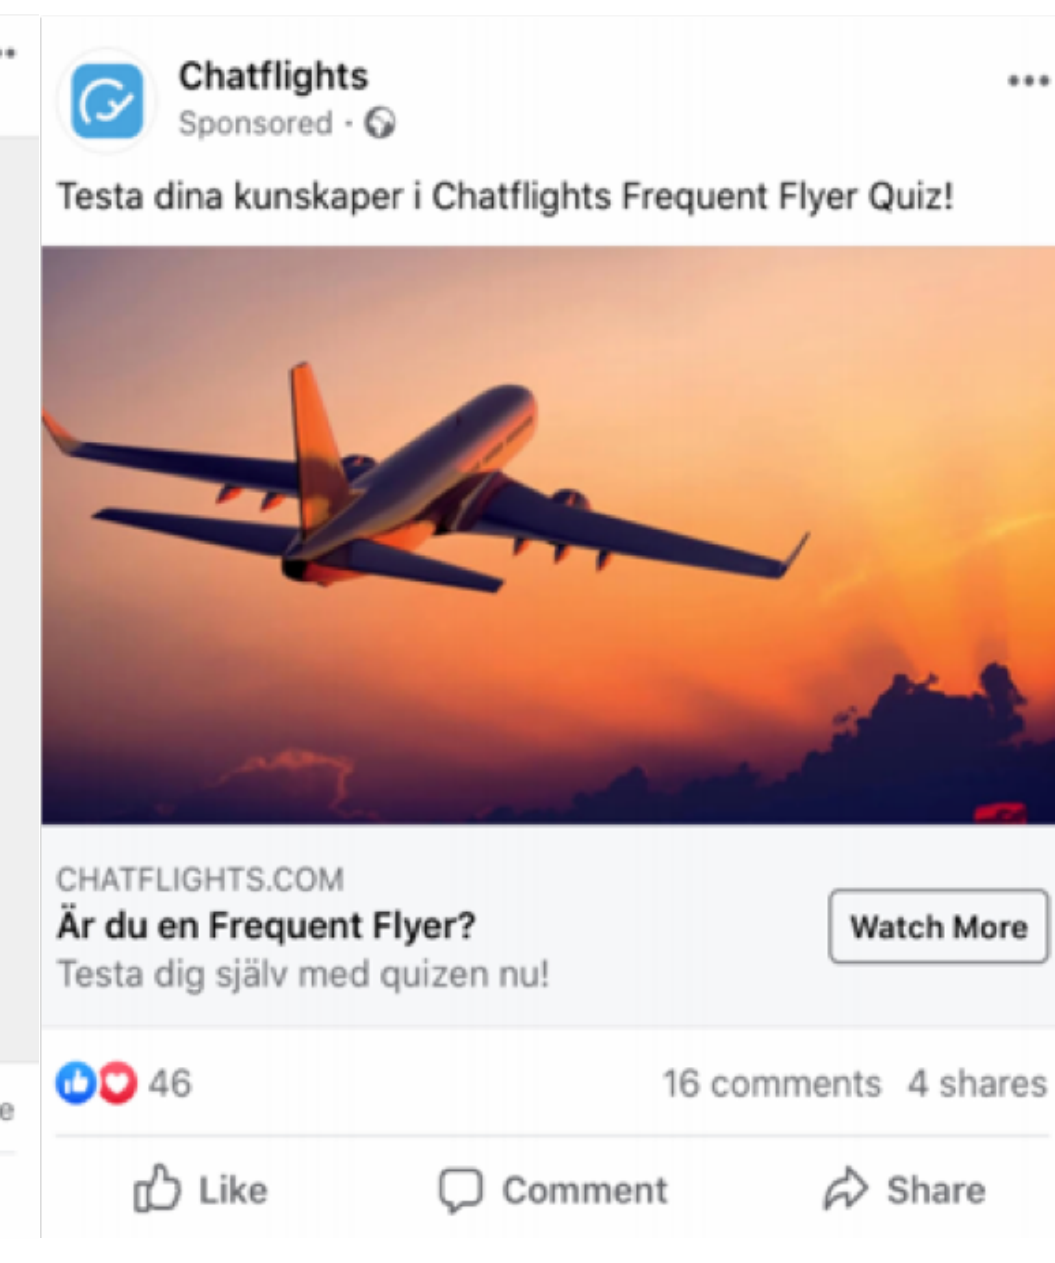 Chatflights
Sponsored ·
Testa dina kunskaper i Chatflights Frequent Flyer Quiz!
CHATFLIGHTS.COM
Är du en Frequent Flyer?
Testa dig själv med quizen nu!
Watch More
46
16 comments 4 shares
e
Like
Comment
Share